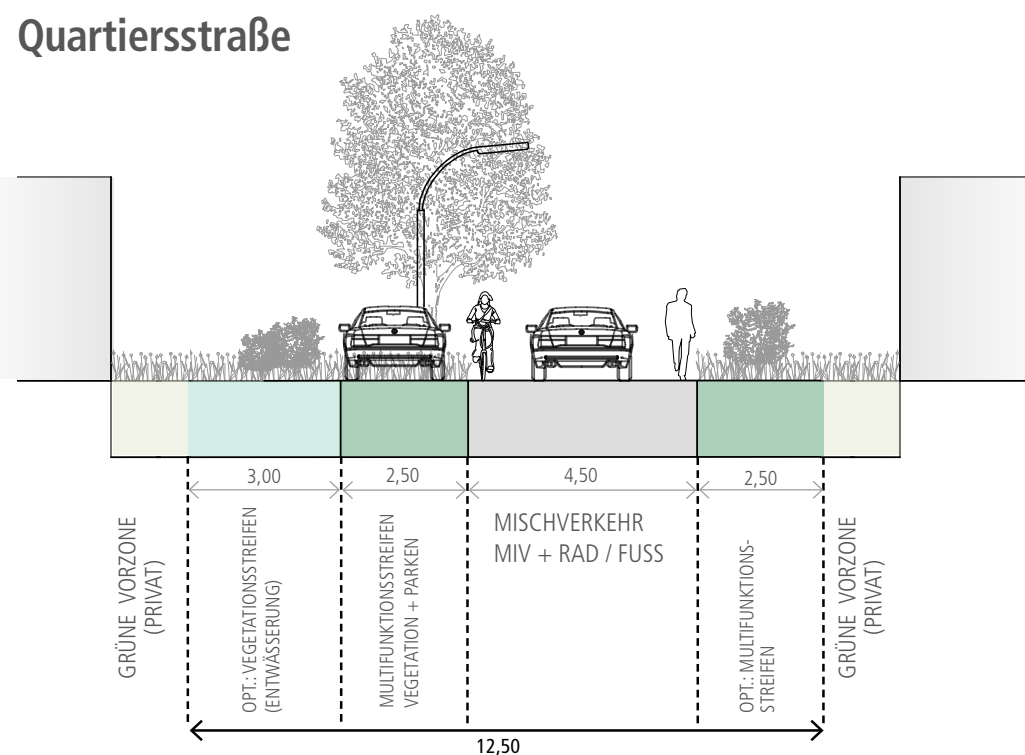 Quartiersstraße
3,00
2,50
4,50
2,50
GRÜNE VORZONE
(PRIVAT)
OPT.: VEGETATIONSSTREIFEN
(ENTWÄSSERUNG)
MULTIFUNKTIONSSTREIFEN
VEGETATION + PARKEN
MISCHVERKEHR
MIV + RAD / FUSS
OPT.: MULTIFUNKTIONS-
STREIFEN
GRÜNE VORZONE
(PRIVAT)
12,50